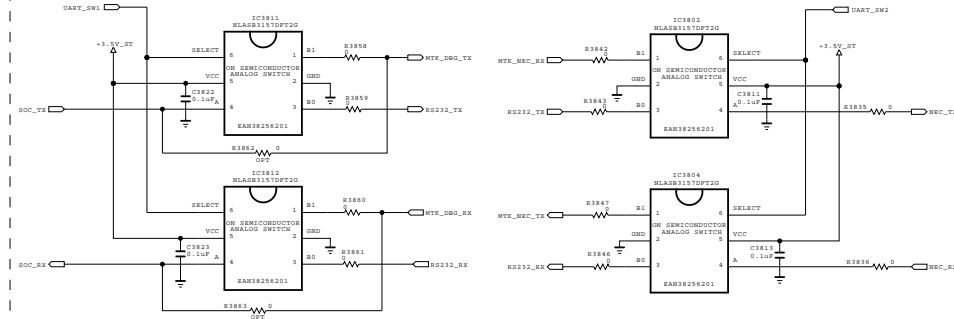 UART_SW1
IC3811
NLASB3157DFT2G
+3.5V_ST
SELECT
6
1
B1
R3858
0
MTK_DBG_TX
ON SEMICONDUCTOR
ANALOG SWITCH
VCC
5
2
GND
C3822
0.1uF
SOC_TX
A
4
3
B0
R3859
0
RS232_TX
EAN38256201
R3862
0
OPT
IC3812
NLASB3157DFT2G
SELECT
6
1
B1
R3860
0
MTK_DBG_RX
ON SEMICONDUCTOR
ANALOG SWITCH
VCC
5
2
GND
C3823
0.1uF
SOC_RX
A
4
3
B0
R3861
0
RS232_RX
EAN38256201
R3863
0
OPT
UART_SW2
IC3802
NLASB3157DFT2G
+3.5V_ST
MTK_NEC_RX
R3842
0
B1
1
6
SELECT
ON SEMICONDUCTOR
ANALOG SWITCH
GND
2
5
VCC
C3811
0.1uF
RS232_TX
R3843
0
B0
3
4
A
R3835
0
NEC_TX
EAN38256201
IC3804
NLASB3157DFT2G
MTK_NEC_TX
R3847
0
B1
1
6
SELECT
ON SEMICONDUCTOR
ANALOG SWITCH
GND
2
5
VCC
C3813
0.1uF
RS232_RX
R3846
0
B0
3
4
A
R3836
0
EAN38256201